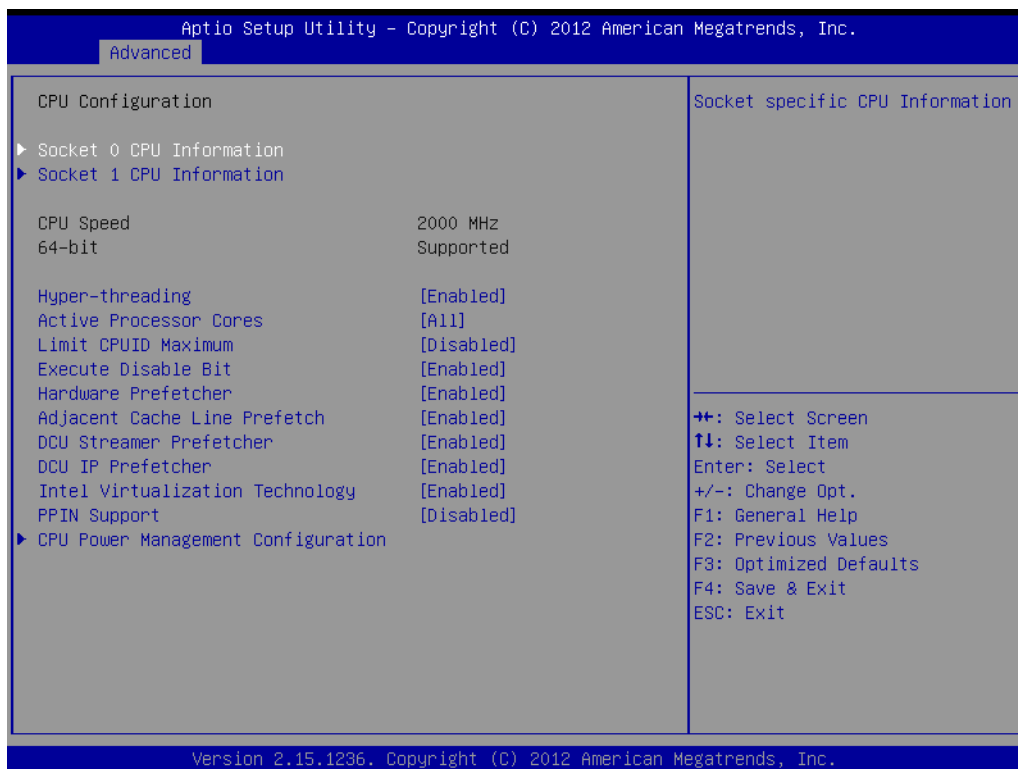 Aptio Setup Utility – Copyright (C) 2012 American Megatrends, Inc.
Advanced
CPU Configuration
Socket 0 CPU Information
Socket 1 CPU Information
CPU Speed 2000 MHz
64-bit Supported
Hyper-threading [Enabled]
Active Processor Cores [All]
Limit CPUID Maximum [Disabled]
Execute Disable Bit [Enabled]
Hardware Prefetcher [Enabled]
Adjacent Cache Line Prefetch [Enabled]
DCU Streamer Prefetcher [Enabled]
DCU IP Prefetcher [Enabled]
Intel Virtualization Technology [Enabled]
PPIN Support [Disabled]
CPU Power Management Configuration
Socket specific CPU Information
→←: Select Screen
↑↓: Select Item
Enter: Select
+/-: Change Opt.
F1: General Help
F2: Previous Values
F3: Optimized Defaults
F4: Save & Exit
ESC: Exit
Version 2.15.1236. Copyright (C) 2012 American Megatrends, Inc.